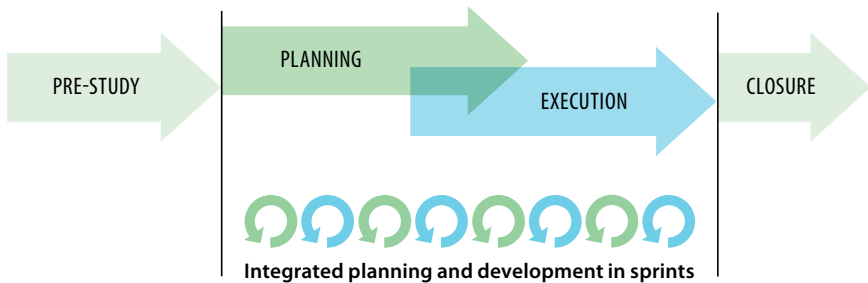 PRE-STUDY
PLANNING
EXECUTION
CLOSURE
Integrated planning and development in sprints